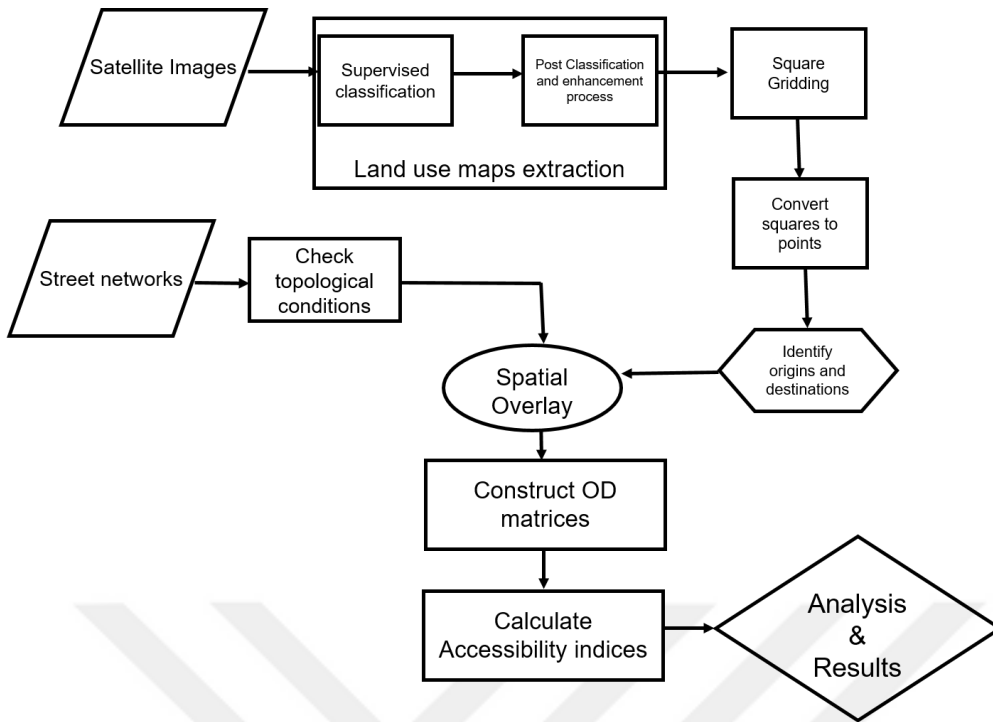 Satellite Images
Supervised
classification
Post Classification
and enhancement
process
Land use maps extraction
Square
Gridding
Convert
squares to
points
Street networks
Check
topological
conditions
Identify
origins and
destinations
Spatial
Overlay
Construct OD
matrices
Calculate
Accessibility indices
Analysis
&
Results